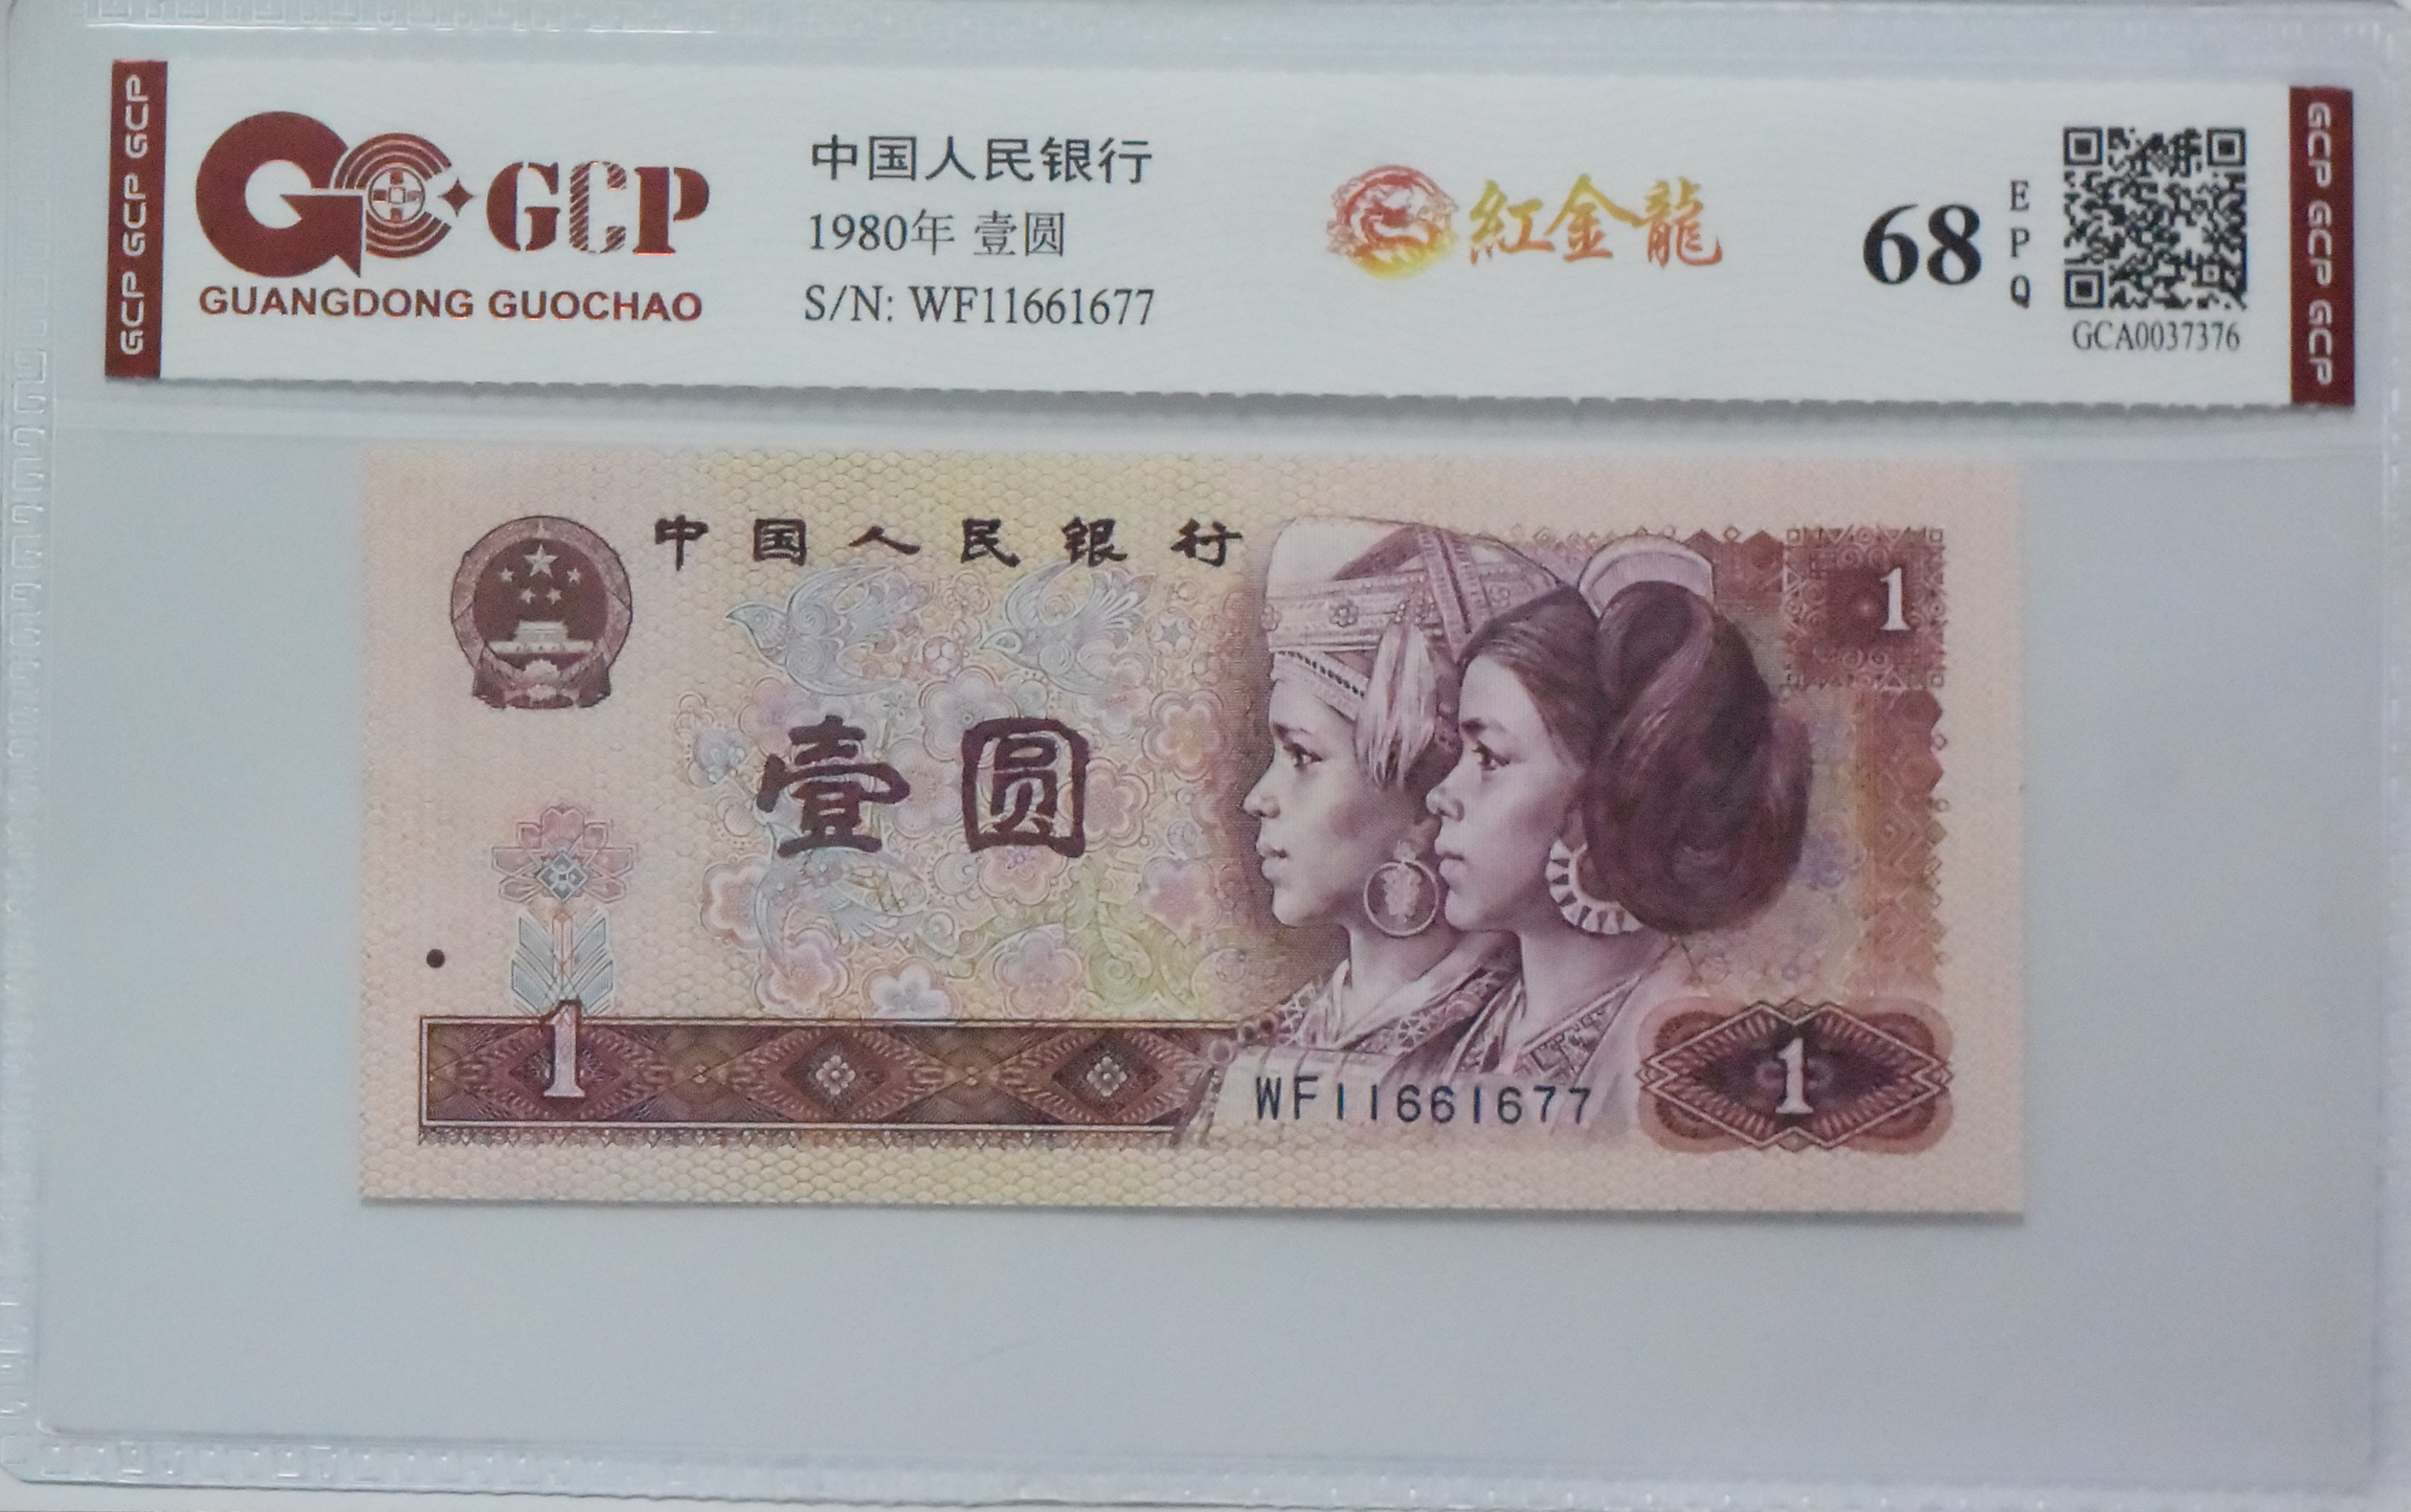 GCP GCP GCP
GCP
GUANGDONG GUOCHAO
中国人民银行
1980年 壹圆
S/N: WF11661677
紅金龍
68
E
P
Q
GCA0037376
GCP GCP GCP
中国人民银行
1
壹圆
1
WF11661677
1